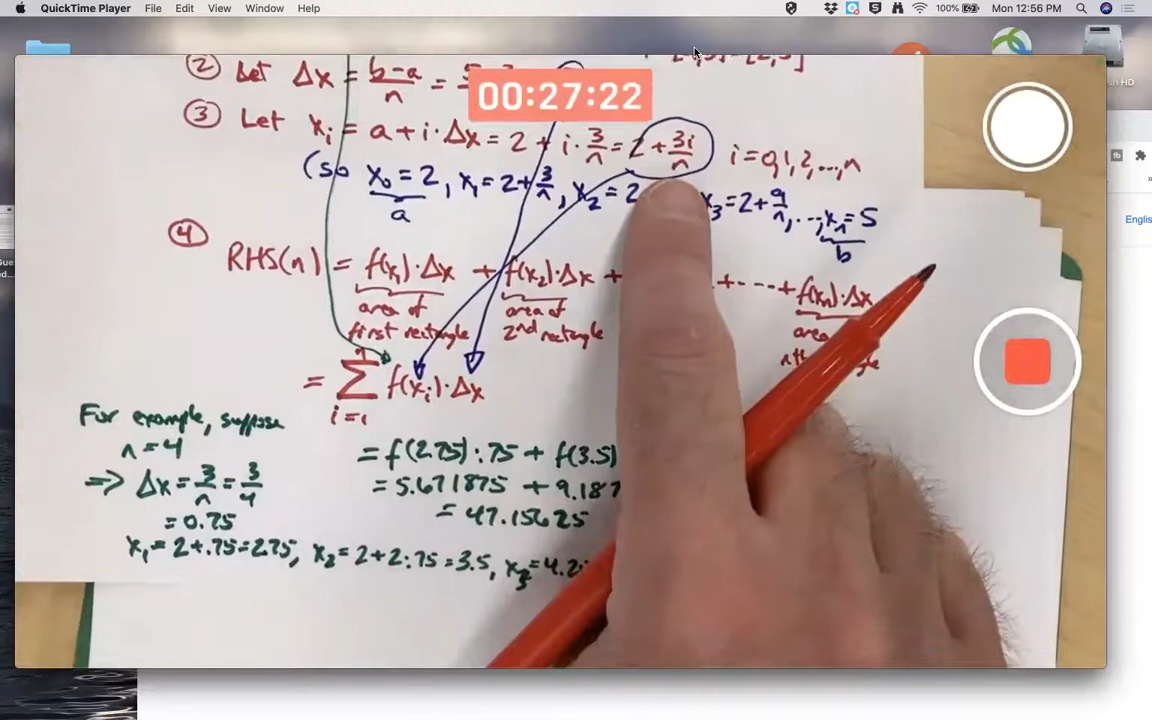 QuickTime Player File Edit View Window Help
100% Mon 12:56 PM
HD
00:27:22
② Let Δx = b-a/n =
③ Let xᵢ = a + i·Δx = 2 + i·3/n = 2 + 3i/n i = 0,1,2,...,n
(so x₀ = 2, x₁ = 2+3/n, x₂ = 2 x₃ = 2+9/n, ..., xₙ = 5
a b
④ RHS(n) = f(x₁)·Δx + f(x₂)·Δx + + ··· + f(xₙ)·Δx
area of first rectangle area of 2nd rectangle
= Σ f(xᵢ)·Δx
i=1
For example, suppose
n=4
⇒ Δx = 3/n = 3/4
= 0.75
= f(2.75)·.75 + f(3.5)
= 5.671875 + 9.187
= 47.15625
x₁ = 2+.75 = 2.75, x₂ = 2+2·.75 = 3.5, x₃ = 4.2
English